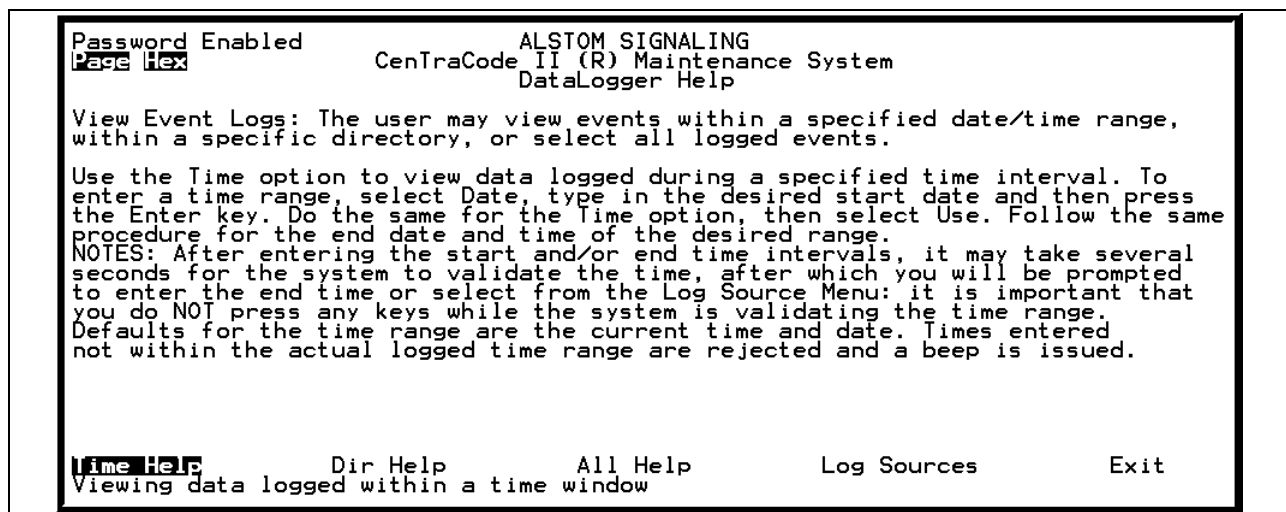 Password Enabled ALSTOM SIGNALING
Page Hex CenTraCode II (R) Maintenance System
DataLogger Help
View Event Logs: The user may view events within a specified date/time range,
within a specific directory, or select all logged events.
Use the Time option to view data logged during a specified time interval. To
enter a time range, select Date, type in the desired start date and then press
the Enter key. Do the same for the Time option, then select Use. Follow the same
procedure for the end date and time of the desired range.
NOTES: After entering the start and/or end time intervals, it may take several
seconds for the system to validate the time, after which you will be prompted
to enter the end time or select from the Log Source Menu: it is important that
you do NOT press any keys while the system is validating the time range.
Defaults for the time range are the current time and date. Times entered
not within the actual logged time range are rejected and a beep is issued.
Time Help Dir Help All Help Log Sources Exit
Viewing data logged within a time window